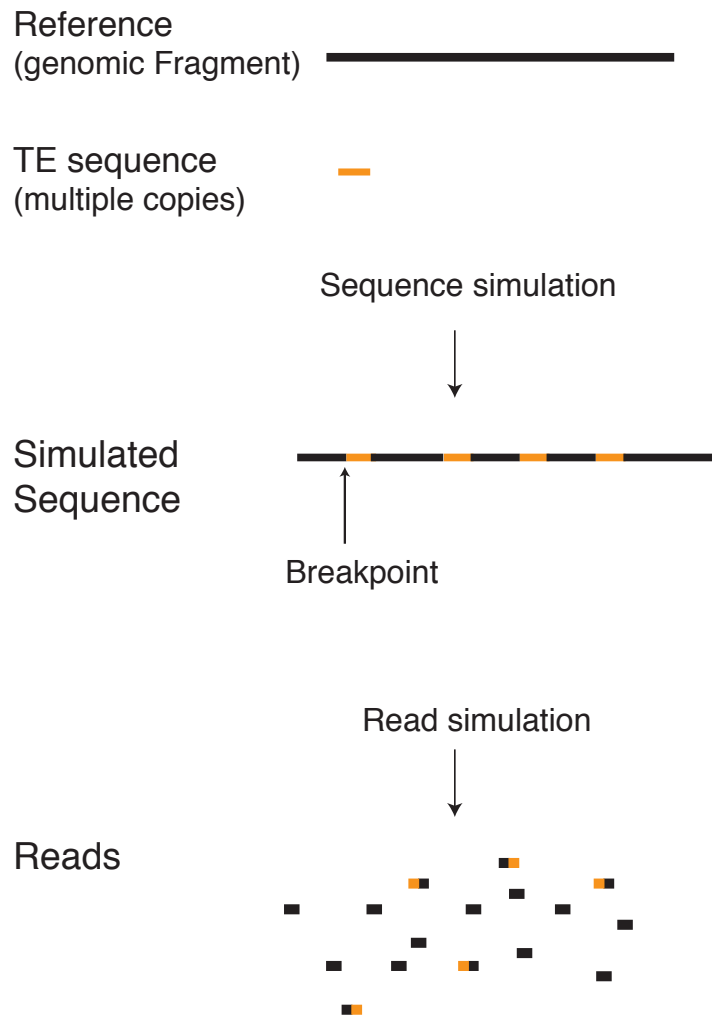 Reference
(genomic Fragment)
TE sequence
(multiple copies)
Sequence simulation
Simulated
Sequence
Breakpoint
Read simulation
Reads